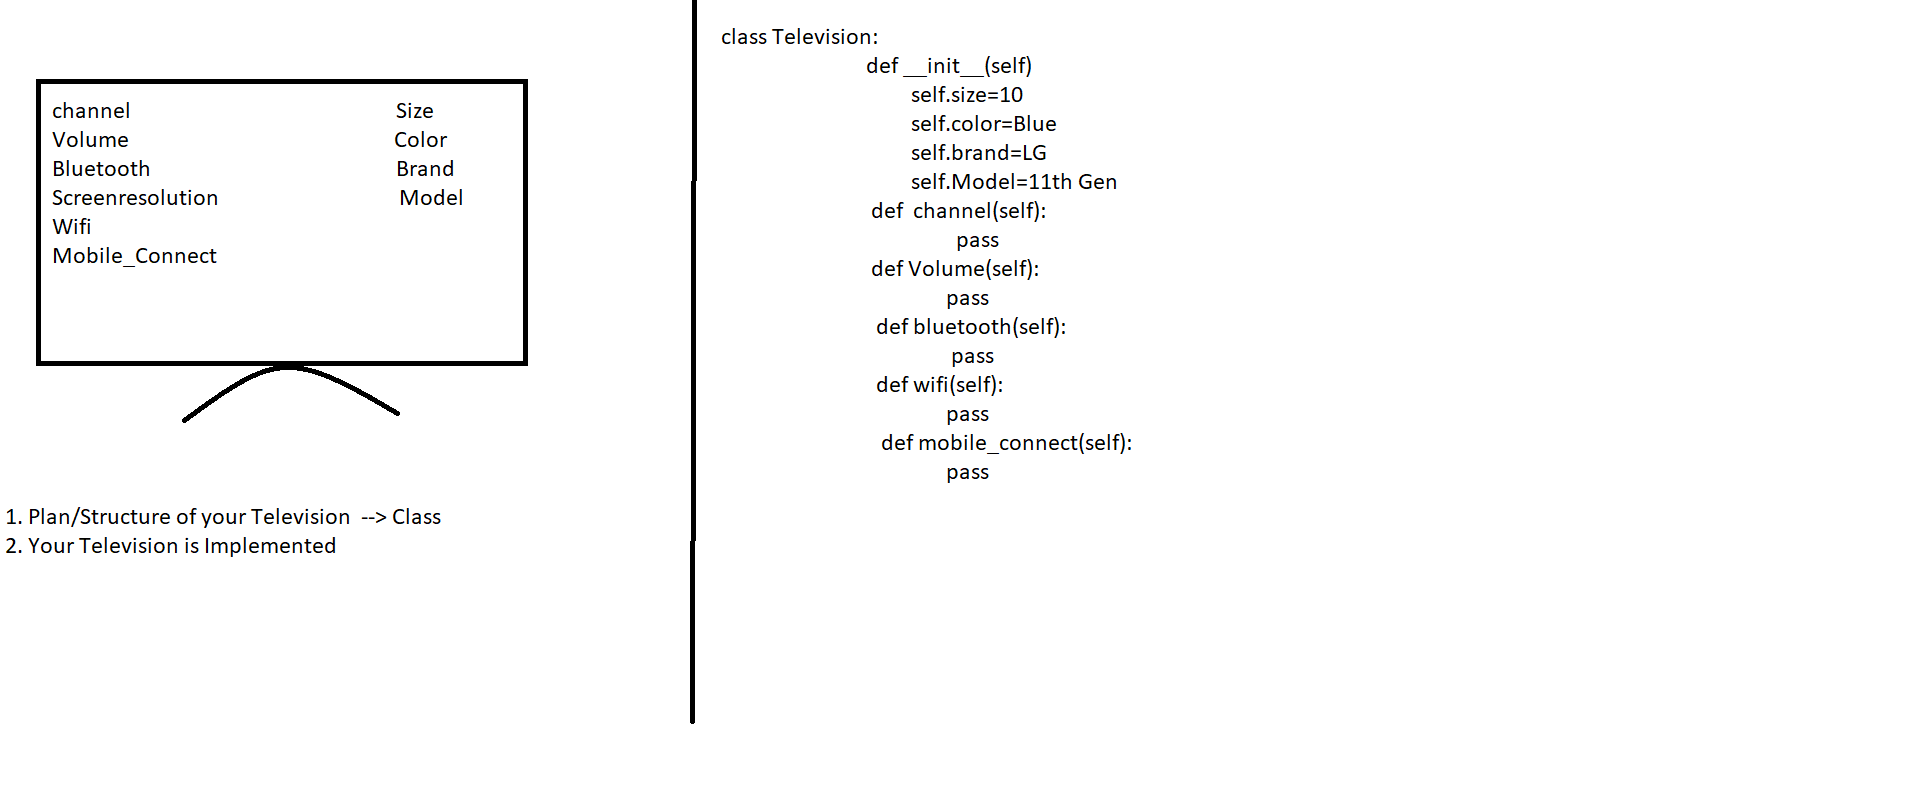 channel Size
Volume Color
Bluetooth Brand
Screenresolution Model
Wifi
Mobile_Connect
1. Plan/Structure of your Television --> Class
2. Your Television is Implemented
class Television:
def __init__(self)
self.size=10
self.color=Blue
self.brand=LG
self.Model=11th Gen
def channel(self):
pass
def Volume(self):
pass
def bluetooth(self):
pass
def wifi(self):
pass
def mobile_connect(self):
pass